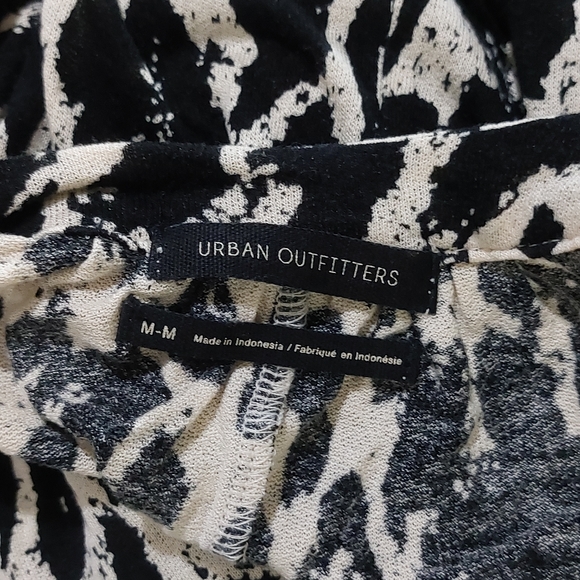 URBAN OUTFITTERS
M-M Made in Indonesia / Fabriqué en Indonésie